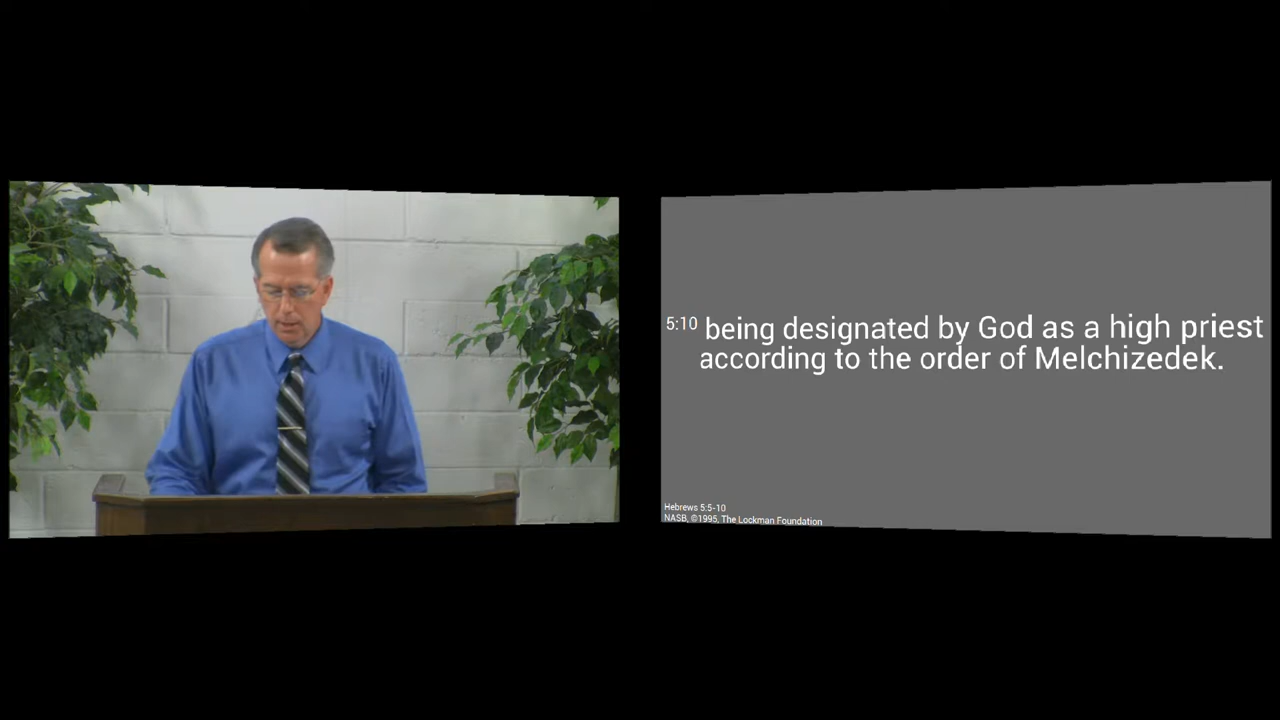 5:10 being designated by God as a high priest
according to the order of Melchizedek.
Hebrews 5:5-10
NASB, ©1995, The Lockman Foundation